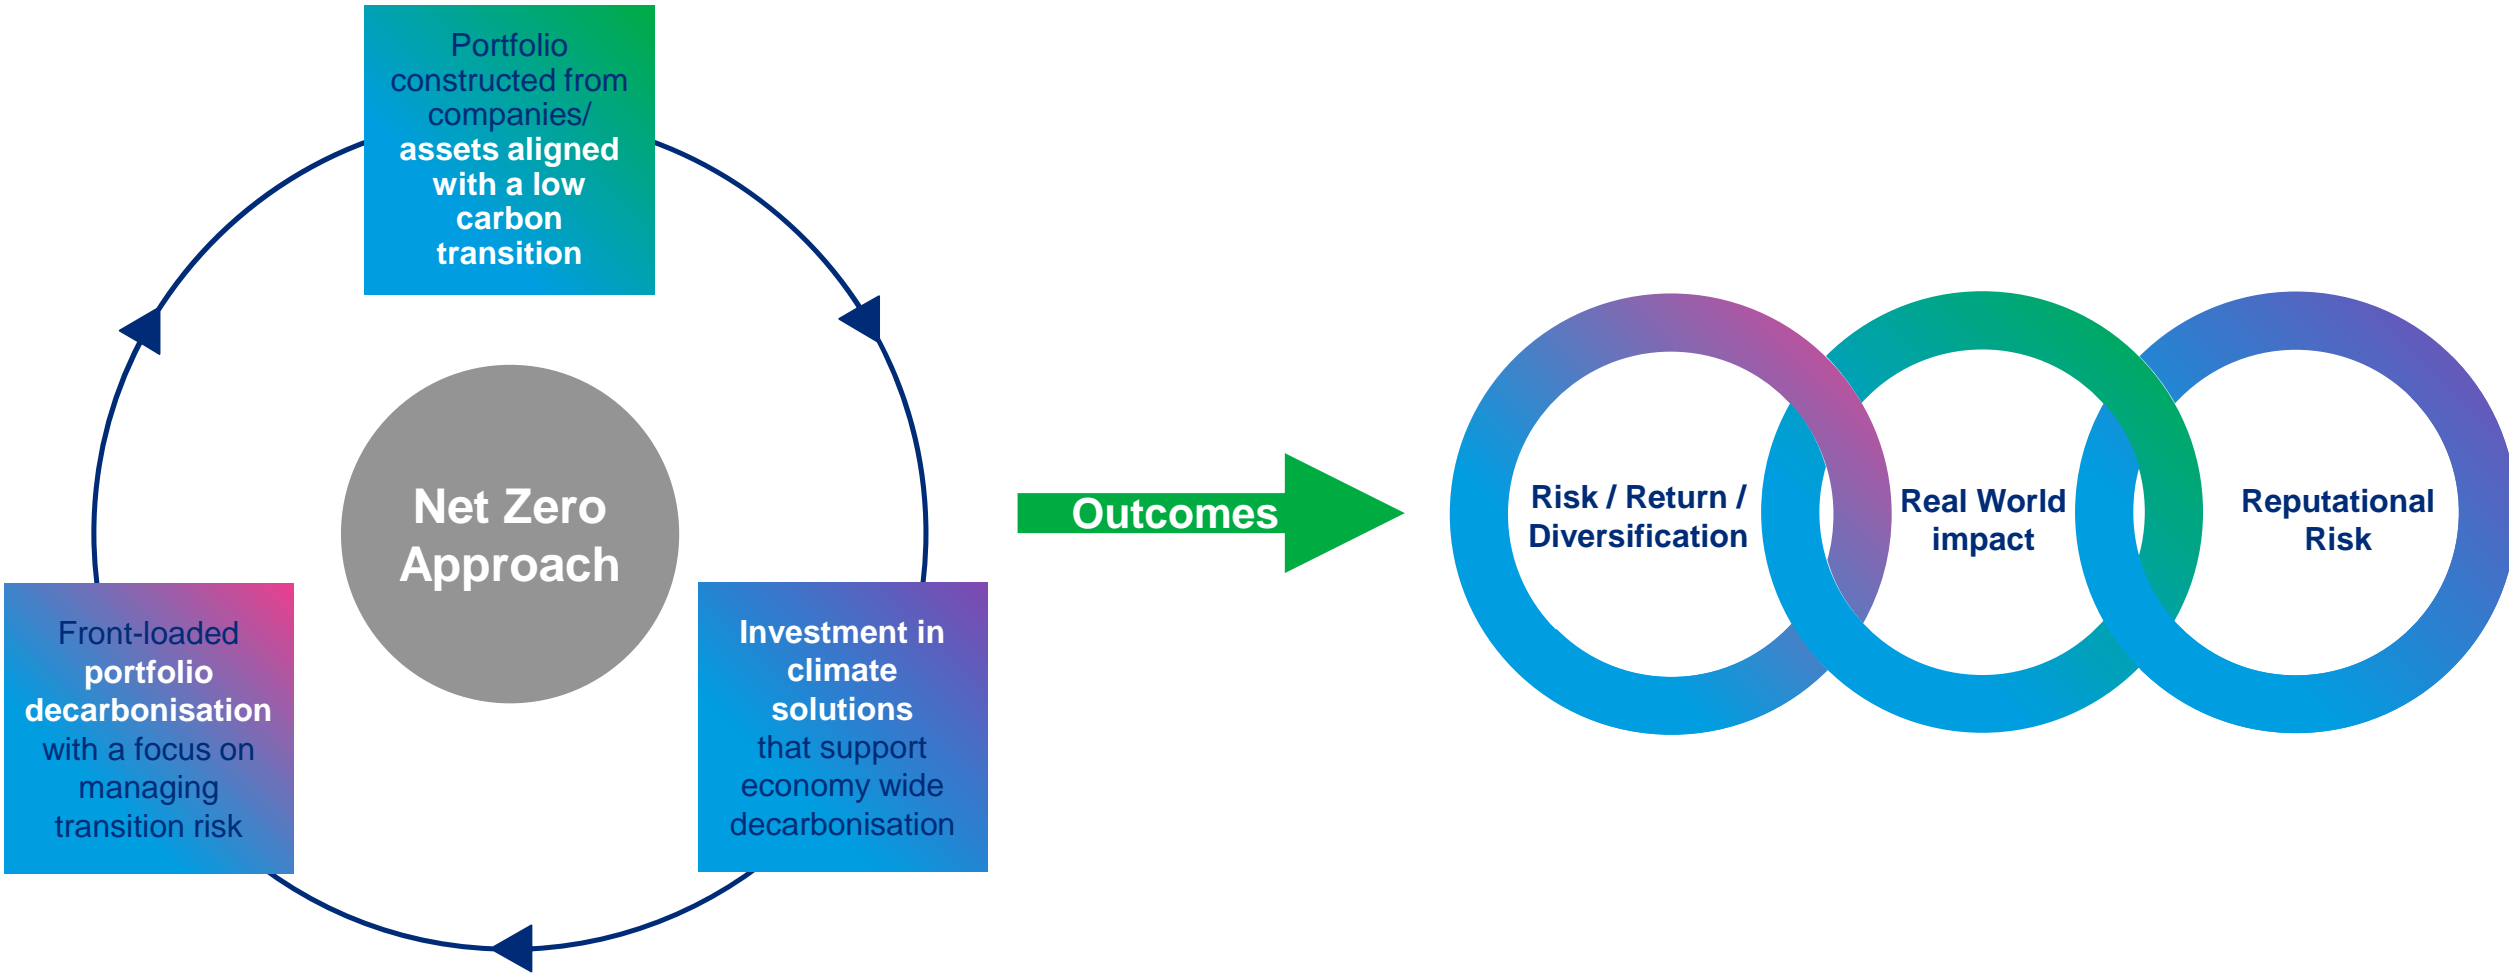 Portfolio
constructed from
companies/
assets aligned
with a low
carbon
transition
Net Zero
Approach
Front-loaded
portfolio
decarbonisation
with a focus on
managing
transition risk
Investment in
climate
solutions
that support
economy wide
decarbonisation
Outcomes
Risk / Return /
Diversification
Real World
impact
Reputational
Risk